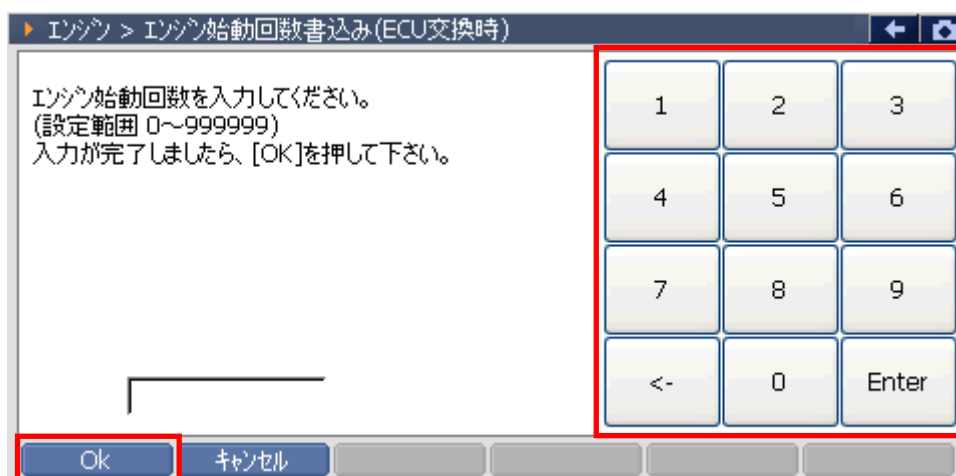 エンジン > エンジン始動回数書込み(ECU交換時)
エンジン始動回数を入力してください。
(設定範囲 0～999999)
入力が完了しましたら、[OK]を押して下さい。
1 2 3
4 5 6
7 8 9
<- 0 Enter
Ok キャンセル